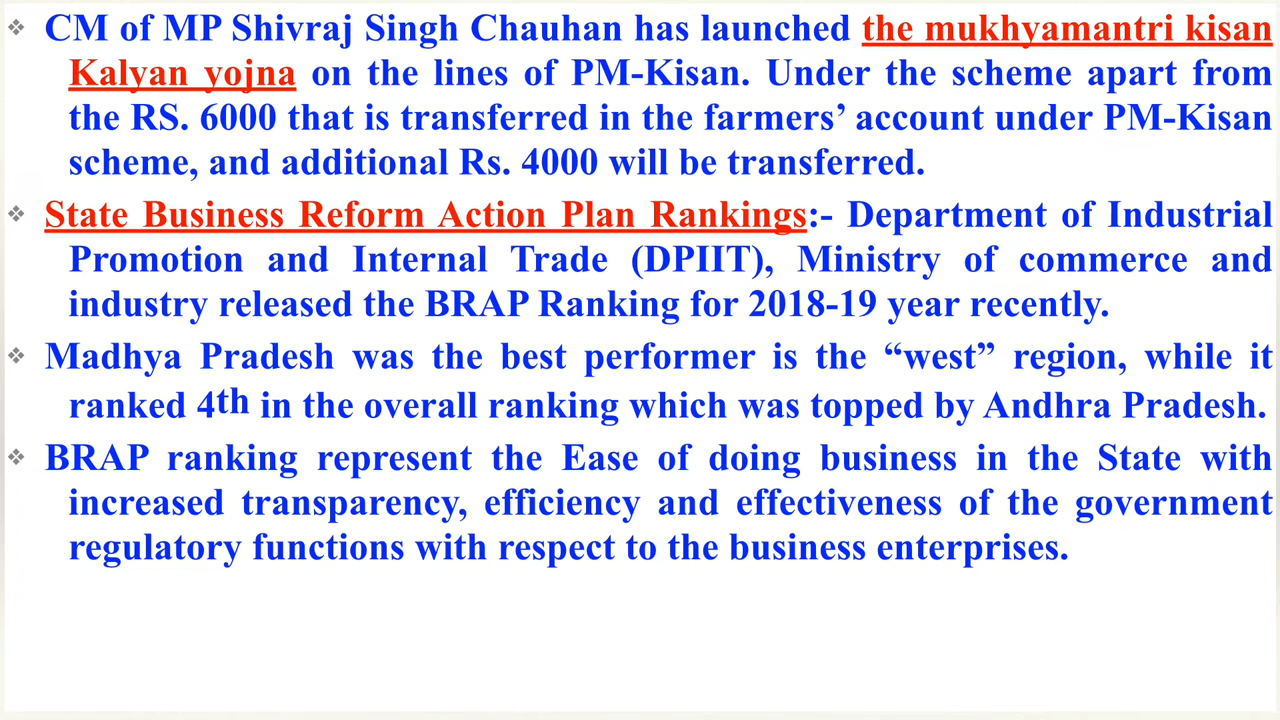 ❖ CM of MP Shivraj Singh Chauhan has launched the mukhyamantri kisan
Kalyan yojna on the lines of PM-Kisan. Under the scheme apart from
the RS. 6000 that is transferred in the farmers’ account under PM-Kisan
scheme, and additional Rs. 4000 will be transferred.
❖ State Business Reform Action Plan Rankings:- Department of Industrial
Promotion and Internal Trade (DPIIT), Ministry of commerce and
industry released the BRAP Ranking for 2018-19 year recently.
❖ Madhya Pradesh was the best performer is the “west” region, while it
ranked 4th in the overall ranking which was topped by Andhra Pradesh.
❖ BRAP ranking represent the Ease of doing business in the State with
increased transparency, efficiency and effectiveness of the government
regulatory functions with respect to the business enterprises.